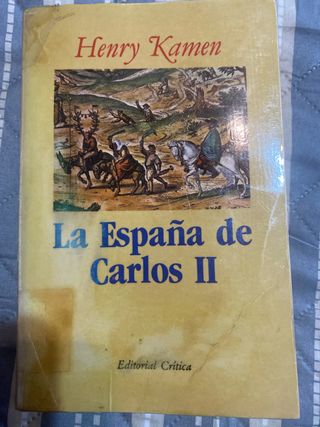 Henry Kamen
La España de
Carlos II
Editorial Crítica